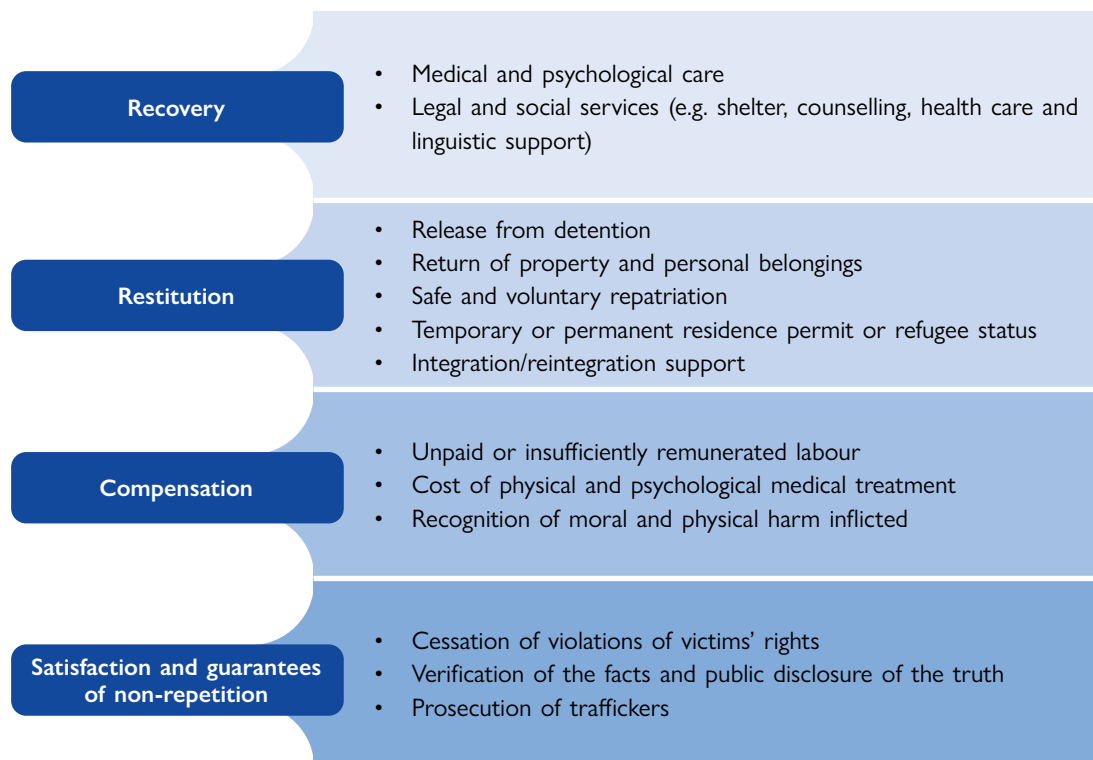 Recovery
• Medical and psychological care
• Legal and social services (e.g. shelter, counselling, health care and
linguistic support)
Restitution
• Release from detention
• Return of property and personal belongings
• Safe and voluntary repatriation
• Temporary or permanent residence permit or refugee status
• Integration/reintegration support
Compensation
• Unpaid or insufficiently remunerated labour
• Cost of physical and psychological medical treatment
• Recognition of moral and physical harm inflicted
Satisfaction and guarantees
of non-repetition
• Cessation of violations of victims’ rights
• Verification of the facts and public disclosure of the truth
• Prosecution of traffickers